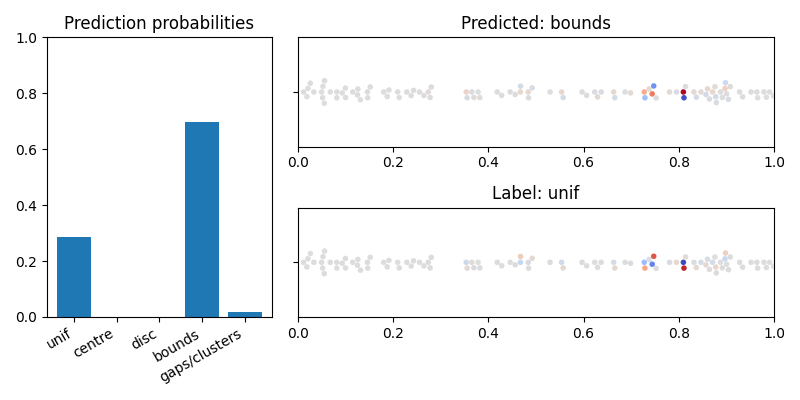 Prediction probabilities
1.0
0.8
0.6
0.4
0.2
0.0
unif
centre
disc
bounds
gaps/clusters
Predicted: bounds
0.0 0.2 0.4 0.6 0.8 1.0
Label: unif
0.0 0.2 0.4 0.6 0.8 1.0